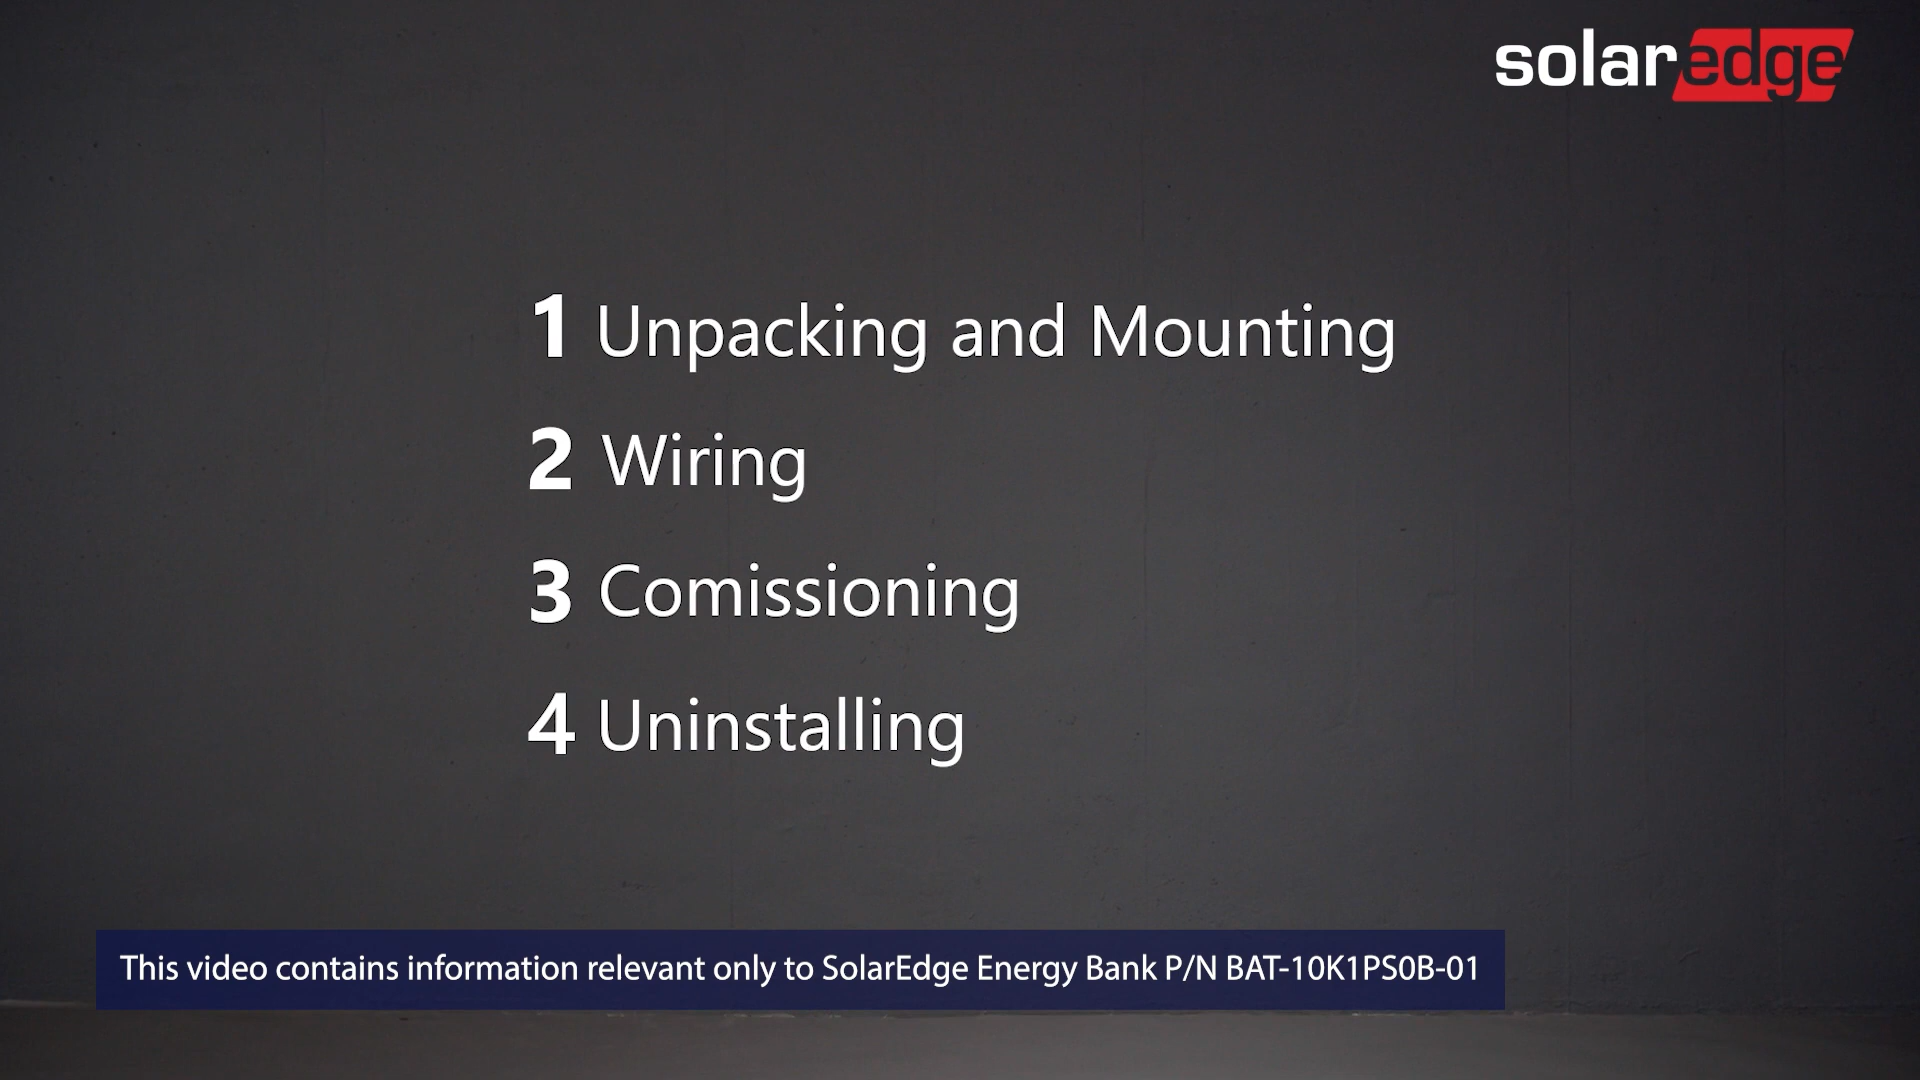 solaredge
1 Unpacking and Mounting
2 Wiring
3 Comissioning
4 Uninstalling
This video contains information relevant only to SolarEdge Energy Bank P/N BAT-10K1PS0B-01